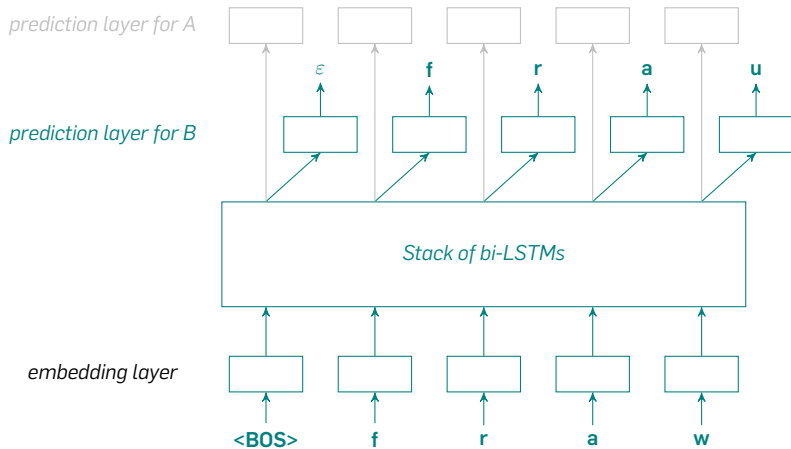 prediction layer for A
ε f r a u
prediction layer for B
Stack of bi-LSTMs
embedding layer
<BOS> f r a w